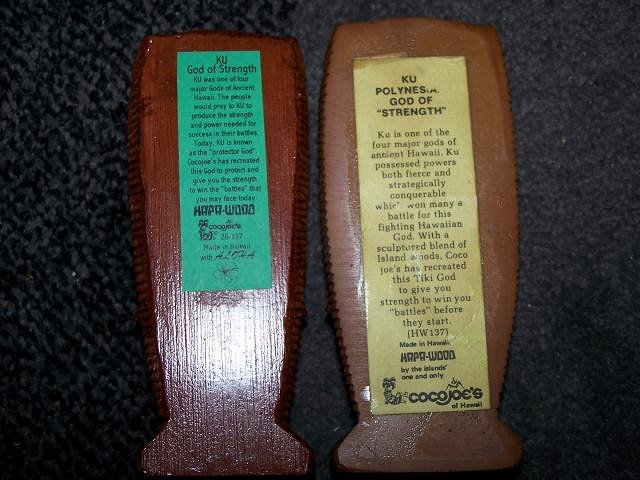 KU
God of Strength
KU was one of four
major Gods of Ancient
Hawaii. The people
would pray to KU to
produce the strength
and power needed for
success in their battles.
Today, KU is known
as the "protector God".
Cocojoe's has recreated
this God to protect and
give you the strength
to win the "battles" that
you may face today
HAPA-WOOD
COCOJOE'S
26-137
Made in Hawaii
with ALOHA
KU
POLYNESIA
GOD OF
"STRENGTH"
Ku is one of the
four major gods of
ancient Hawaii. Ku
possessed powers
both fierce and
strategically
conquerable
which won many a
battle for this
fighting Hawaiian
God. With a
sculptured blend of
Island woods, Coco
joe's has recreated
this Tiki God
to give you
strength to win you
"battles" before
they start.
(HW137)
Made in Hawaii
HAPA-WOOD
by the islands'
one and only
COCOJOE'S
of Hawaii